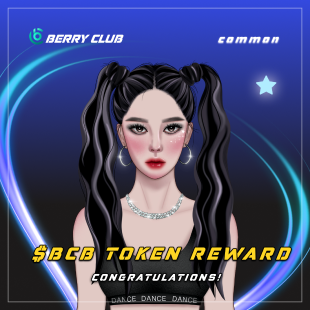 BERRY CLUB
common
$BCB TOKEN REWARD
CONGRATULATIONS!
DANCE DANCE DANCE